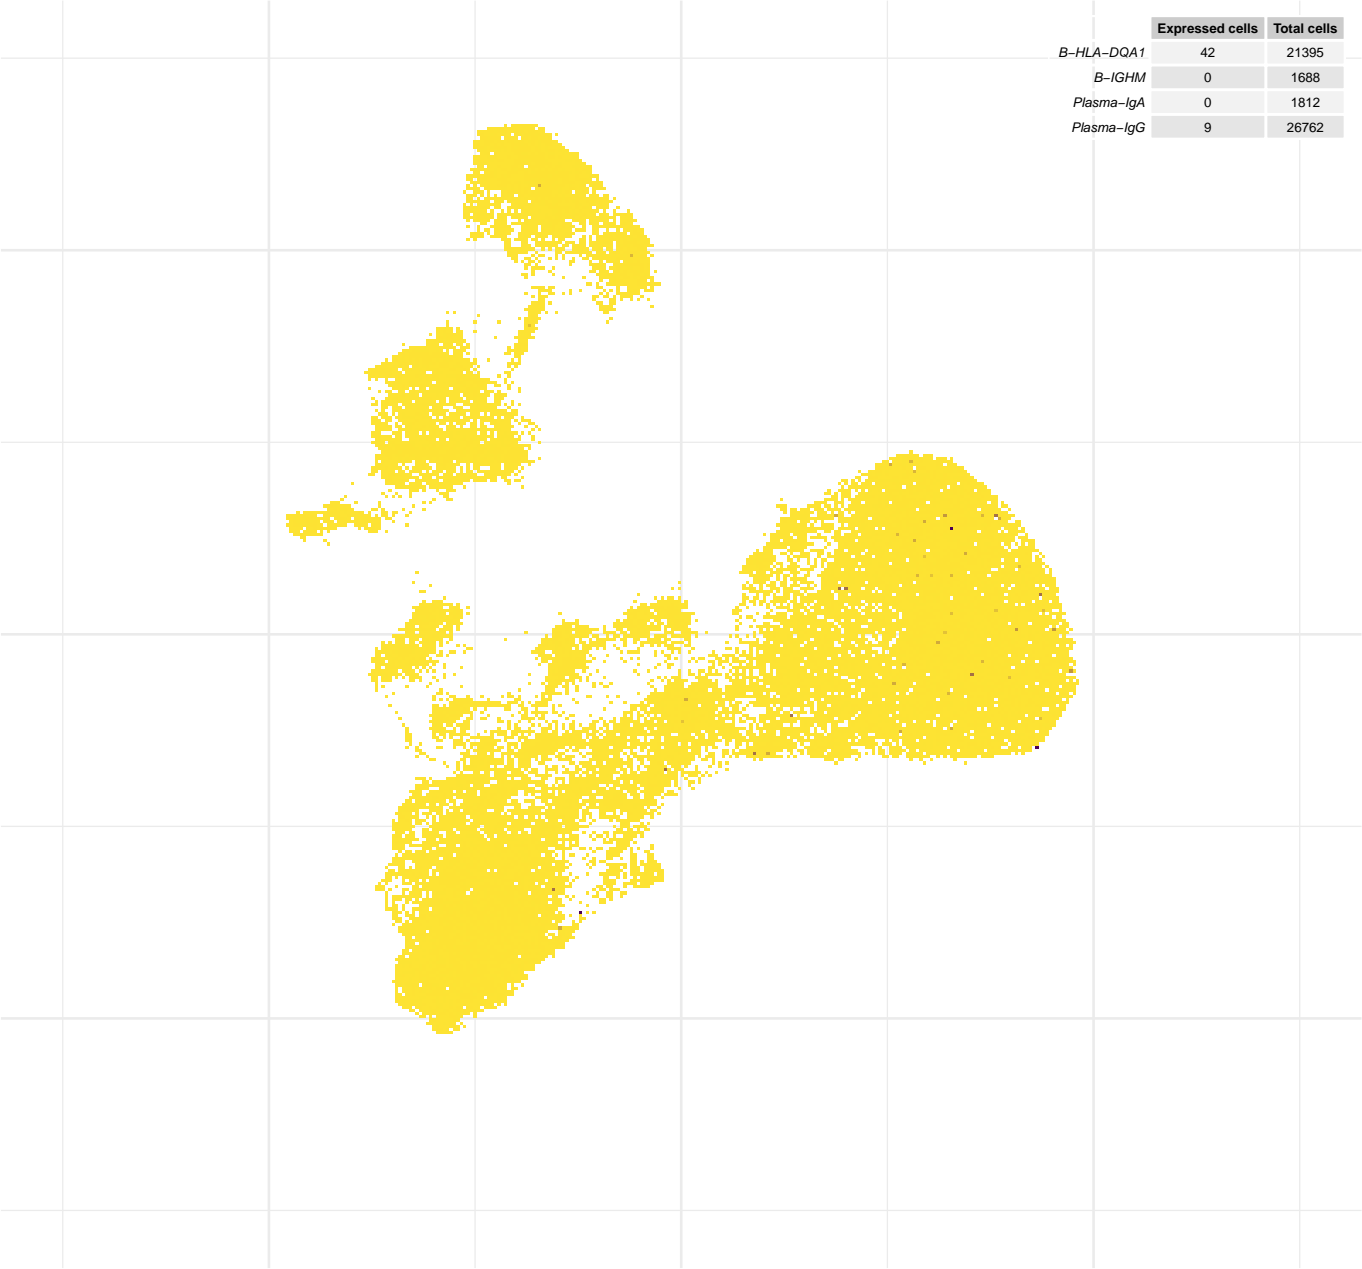 Expressed cells Total cells
B−HLA−DQA1 42 21395
B−IGHM 0 1688
Plasma−IgA 0 1812
Plasma−IgG 9 26762